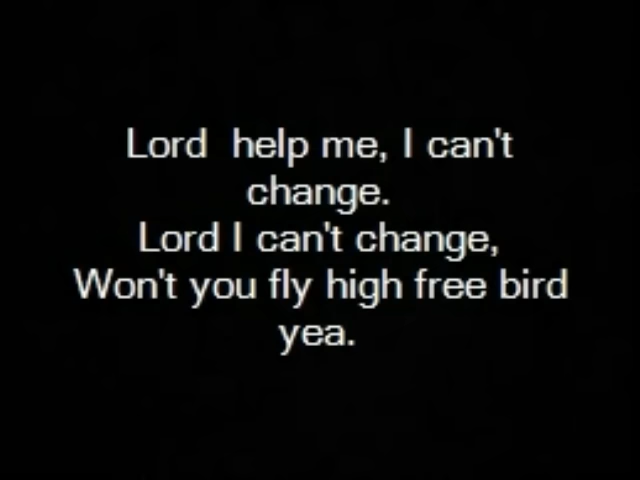 Lord  help me, I can't
change.
Lord I can't change,
Won't you fly high free bird
yea.